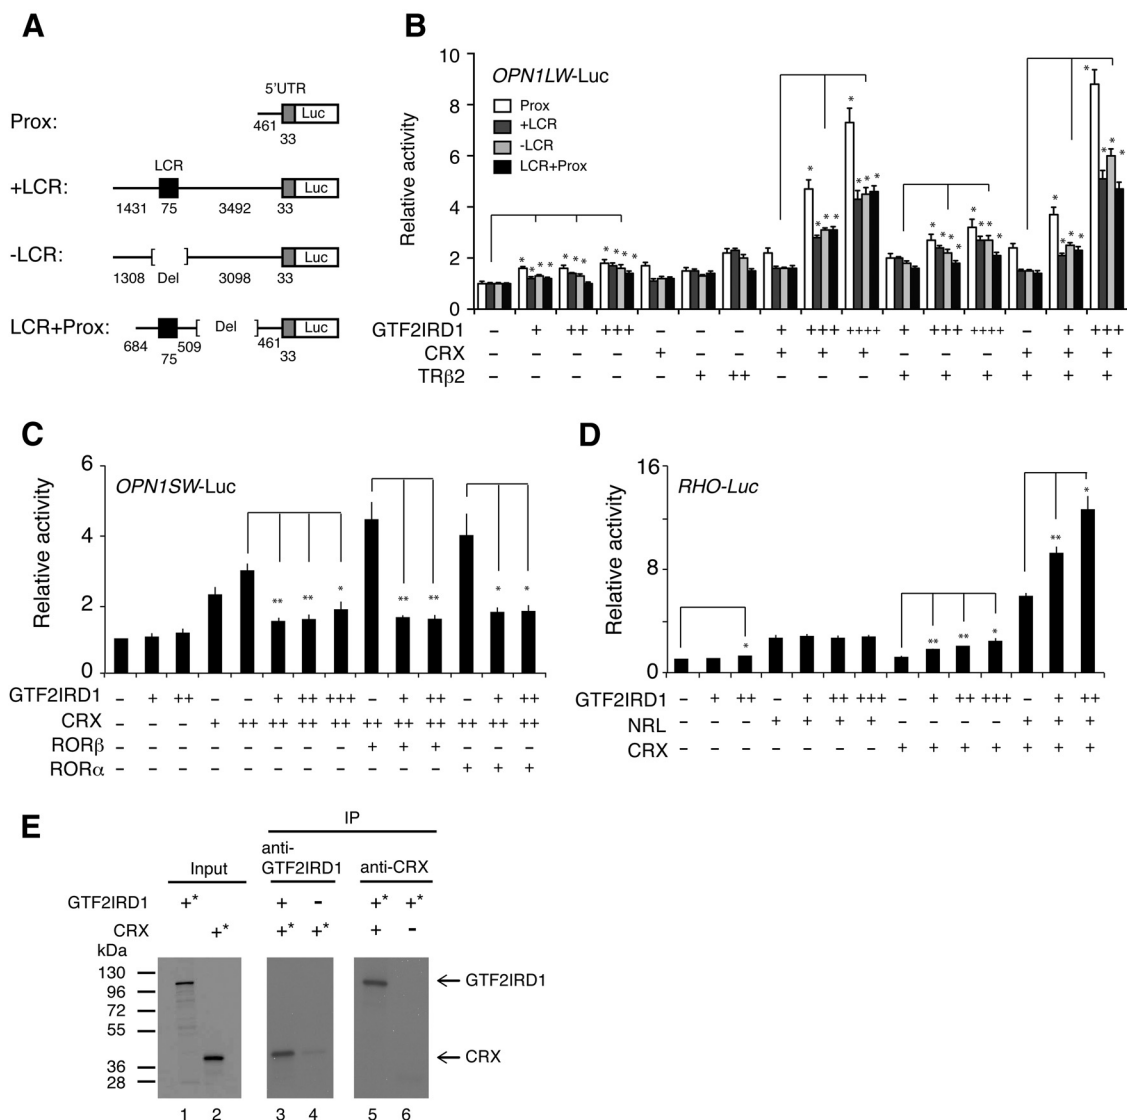 A
5'UTR
Prox:
461
Luc
33
LCR
+LCR:
Luc
1431 75 3492 33
-LCR:
Luc
1308 Del 3098 33
LCR+Prox:
Del
Luc
684 509 461
75 33
B
10
8
6
4
2
0
Relative activity
OPN1LW-Luc
Prox
+LCR
-LCR
LCR+Prox
* * * * * * * * * * * *
* * * * * * * *
* * * * * * * *
* * * * * * * *
GTF2IRD1 – + ++ +++ – – – + +++ ++++ + +++ ++++ – + +++
CRX – – – – + – – + + + – – – + + +
TRβ2 – – – – – + ++ – – – + + + + + +
C
6
4
2
0
Relative activity
OPN1SW-Luc
** ** * ** ** * *
GTF2IRD1 – + ++ – – + ++ +++ – + ++ – + ++
CRX – – – + ++ ++ ++ ++ ++ ++ ++ ++ ++ ++
RORβ – – – – – – – – + + + – – –
RORα – – – – – – – – – – – + + +
D
16
8
0
Relative activity
RHO-Luc
* ** ** * ** *
GTF2IRD1 – + ++ – + ++ +++ – + ++ +++ – + ++
NRL – – – + + + + – – – – + + +
CRX – – – – – – – + + + + + + +
E
IP
Input
anti-
GTF2IRD1
anti-CRX
GTF2IRD1 +* + - +* +*
CRX +* +* +* + -
kDa
130
96
72
55
36
28
GTF2IRD1
CRX
1 2 3 4 5 6